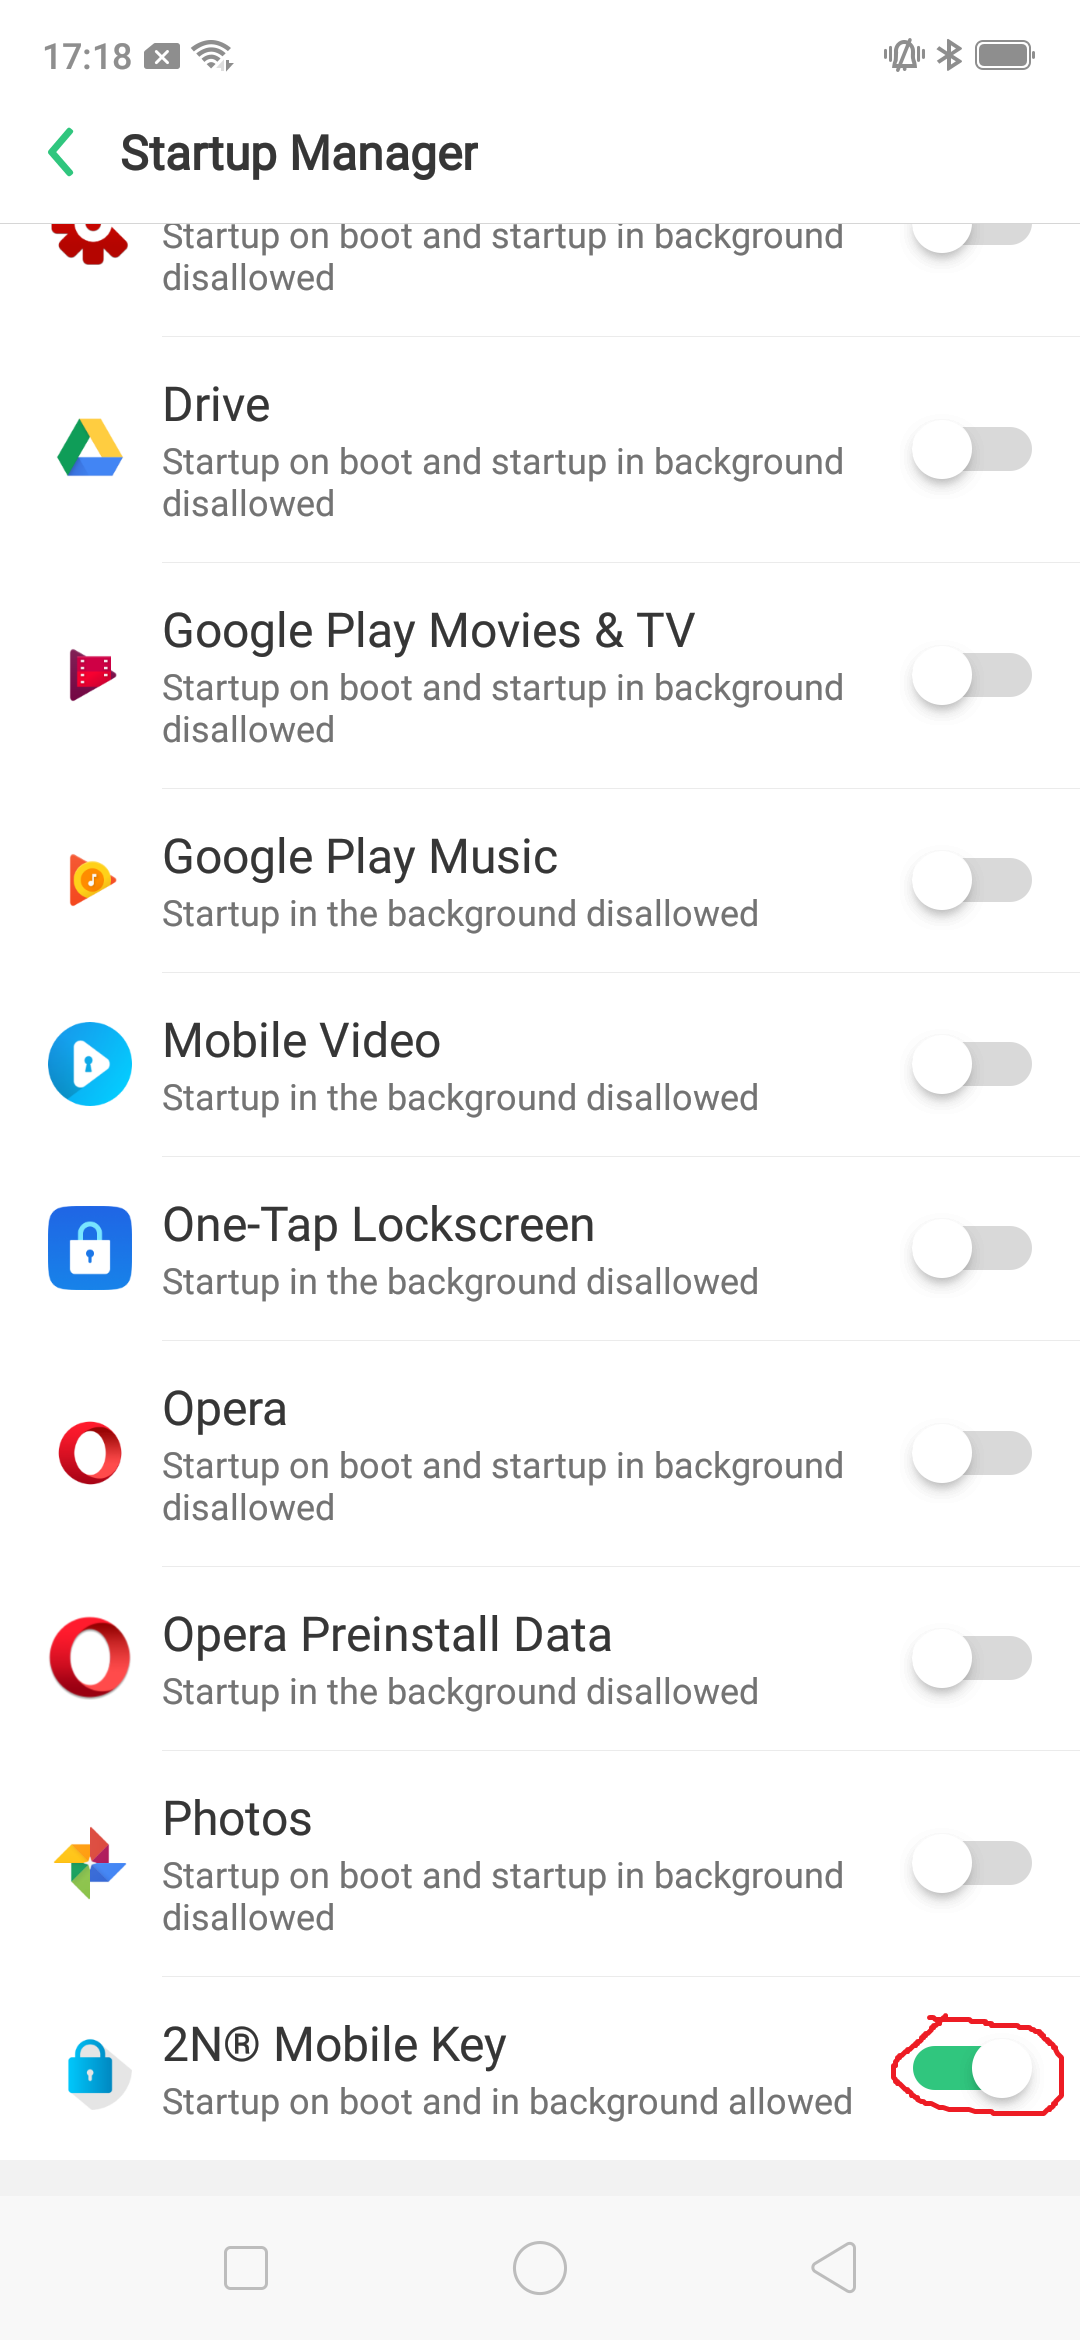 17:18
Startup Manager
Startup on boot and startup in background
disallowed
Drive
Startup on boot and startup in background
disallowed
Google Play Movies & TV
Startup on boot and startup in background
disallowed
Google Play Music
Startup in the background disallowed
Mobile Video
Startup in the background disallowed
One-Tap Lockscreen
Startup in the background disallowed
Opera
Startup on boot and startup in background
disallowed
Opera Preinstall Data
Startup in the background disallowed
Photos
Startup on boot and startup in background
disallowed
2N® Mobile Key
Startup on boot and in background allowed